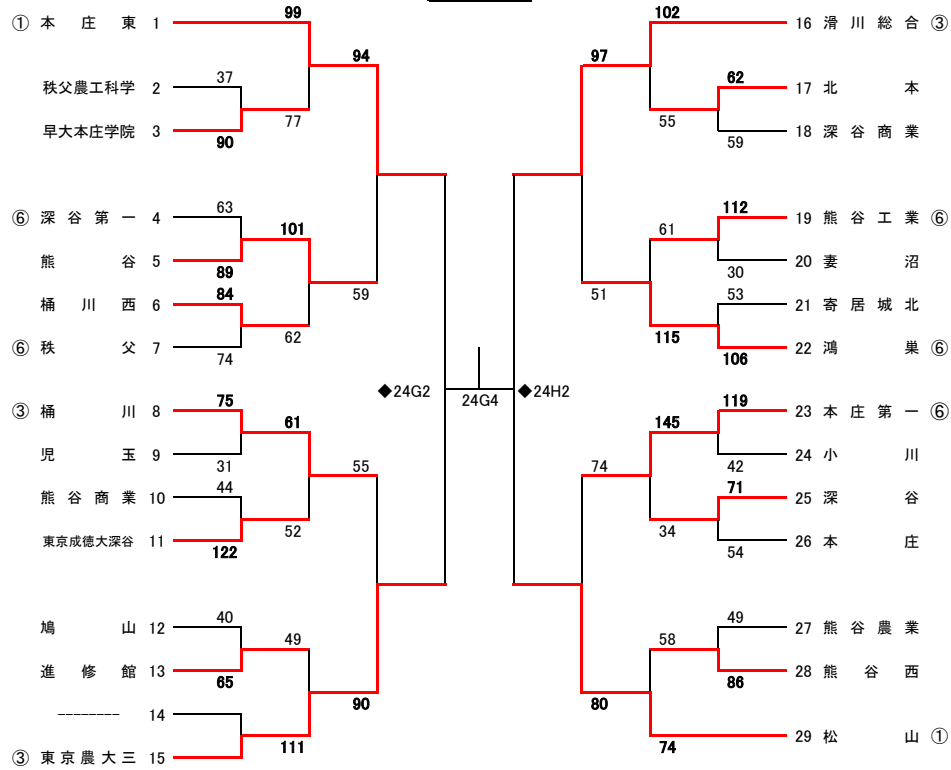 99
102
① 本庄東 1
16 滑川総合 ③
94
97
37
62
秩父農工科学 2
17 北本
77
55
早大本庄学院 3
18 深谷商業
90
59
63
112
⑥ 深谷第一 4
19 熊谷工業 ⑥
101
61
熊谷 5
20 妻沼
89
30
84
59
51
53
桶川西 6
21 寄居城北
62
115
⑥ 秩父 7
22 鴻巣 ⑥
74
106
◆24G2
24G4
◆24H2
75
119
③ 桶川 8
23 本庄第一 ⑥
61
145
児玉 9
24 小川
31
55
74
42
44
71
熊谷商業 10
25 深谷
52
34
東京成徳大深谷 11
26 本庄
122
54
40
49
鳩山 12
27 熊谷農業
49
58
進修館 13
28 熊谷西
65
86
90
80
-------- 14
111
74
29 松山 ①
③ 東京農大三 15